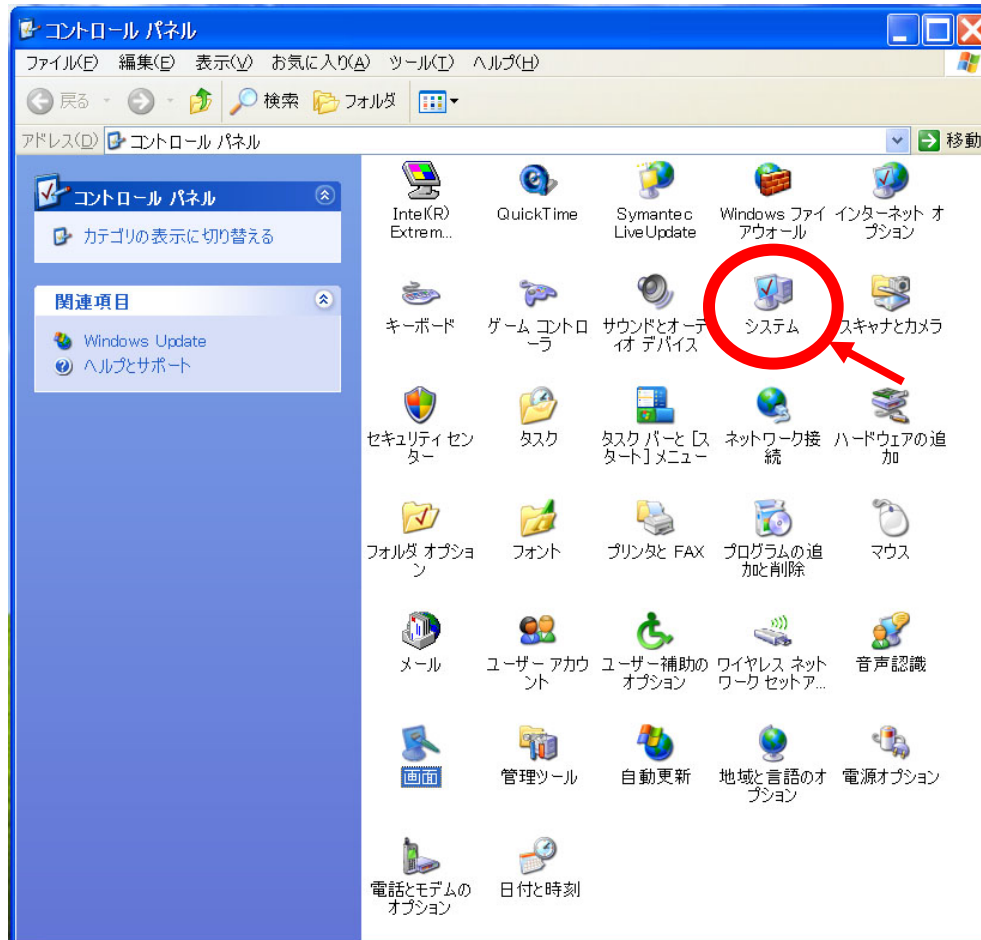 コントロール パネル
ファイル(F) 編集(E) 表示(V) お気に入り(A) ツール(T) ヘルプ(H)
戻る 検索 フォルダ
アドレス(D) コントロール パネル 移動
コントロール パネル
カテゴリの表示に切り替える
関連項目
Windows Update
ヘルプとサポート
Intel(R)
Extrem...
QuickTime
Symantec
LiveUpdate
Windows ファイ
アウォール
インターネット オ
プション
キーボード
ゲーム コントロ
ーラ
サウンドとオーデ
ィオ デバイス
システム
スキャナとカメラ
セキュリティ セン
ター
タスク
タスク バーと [ス
タート] メニュー
ネットワーク接
続
ハードウェアの追
加
フォルダ オプショ
ン
フォント
プリンタと FAX
プログラムの追
加と削除
マウス
メール
ユーザー アカウ
ント
ユーザー補助の
オプション
ワイヤレス ネット
ワーク セットア...
音声認識
画面
管理ツール
自動更新
地域と言語のオ
プション
電源オプション
電話とモデムの
オプション
日付と時刻